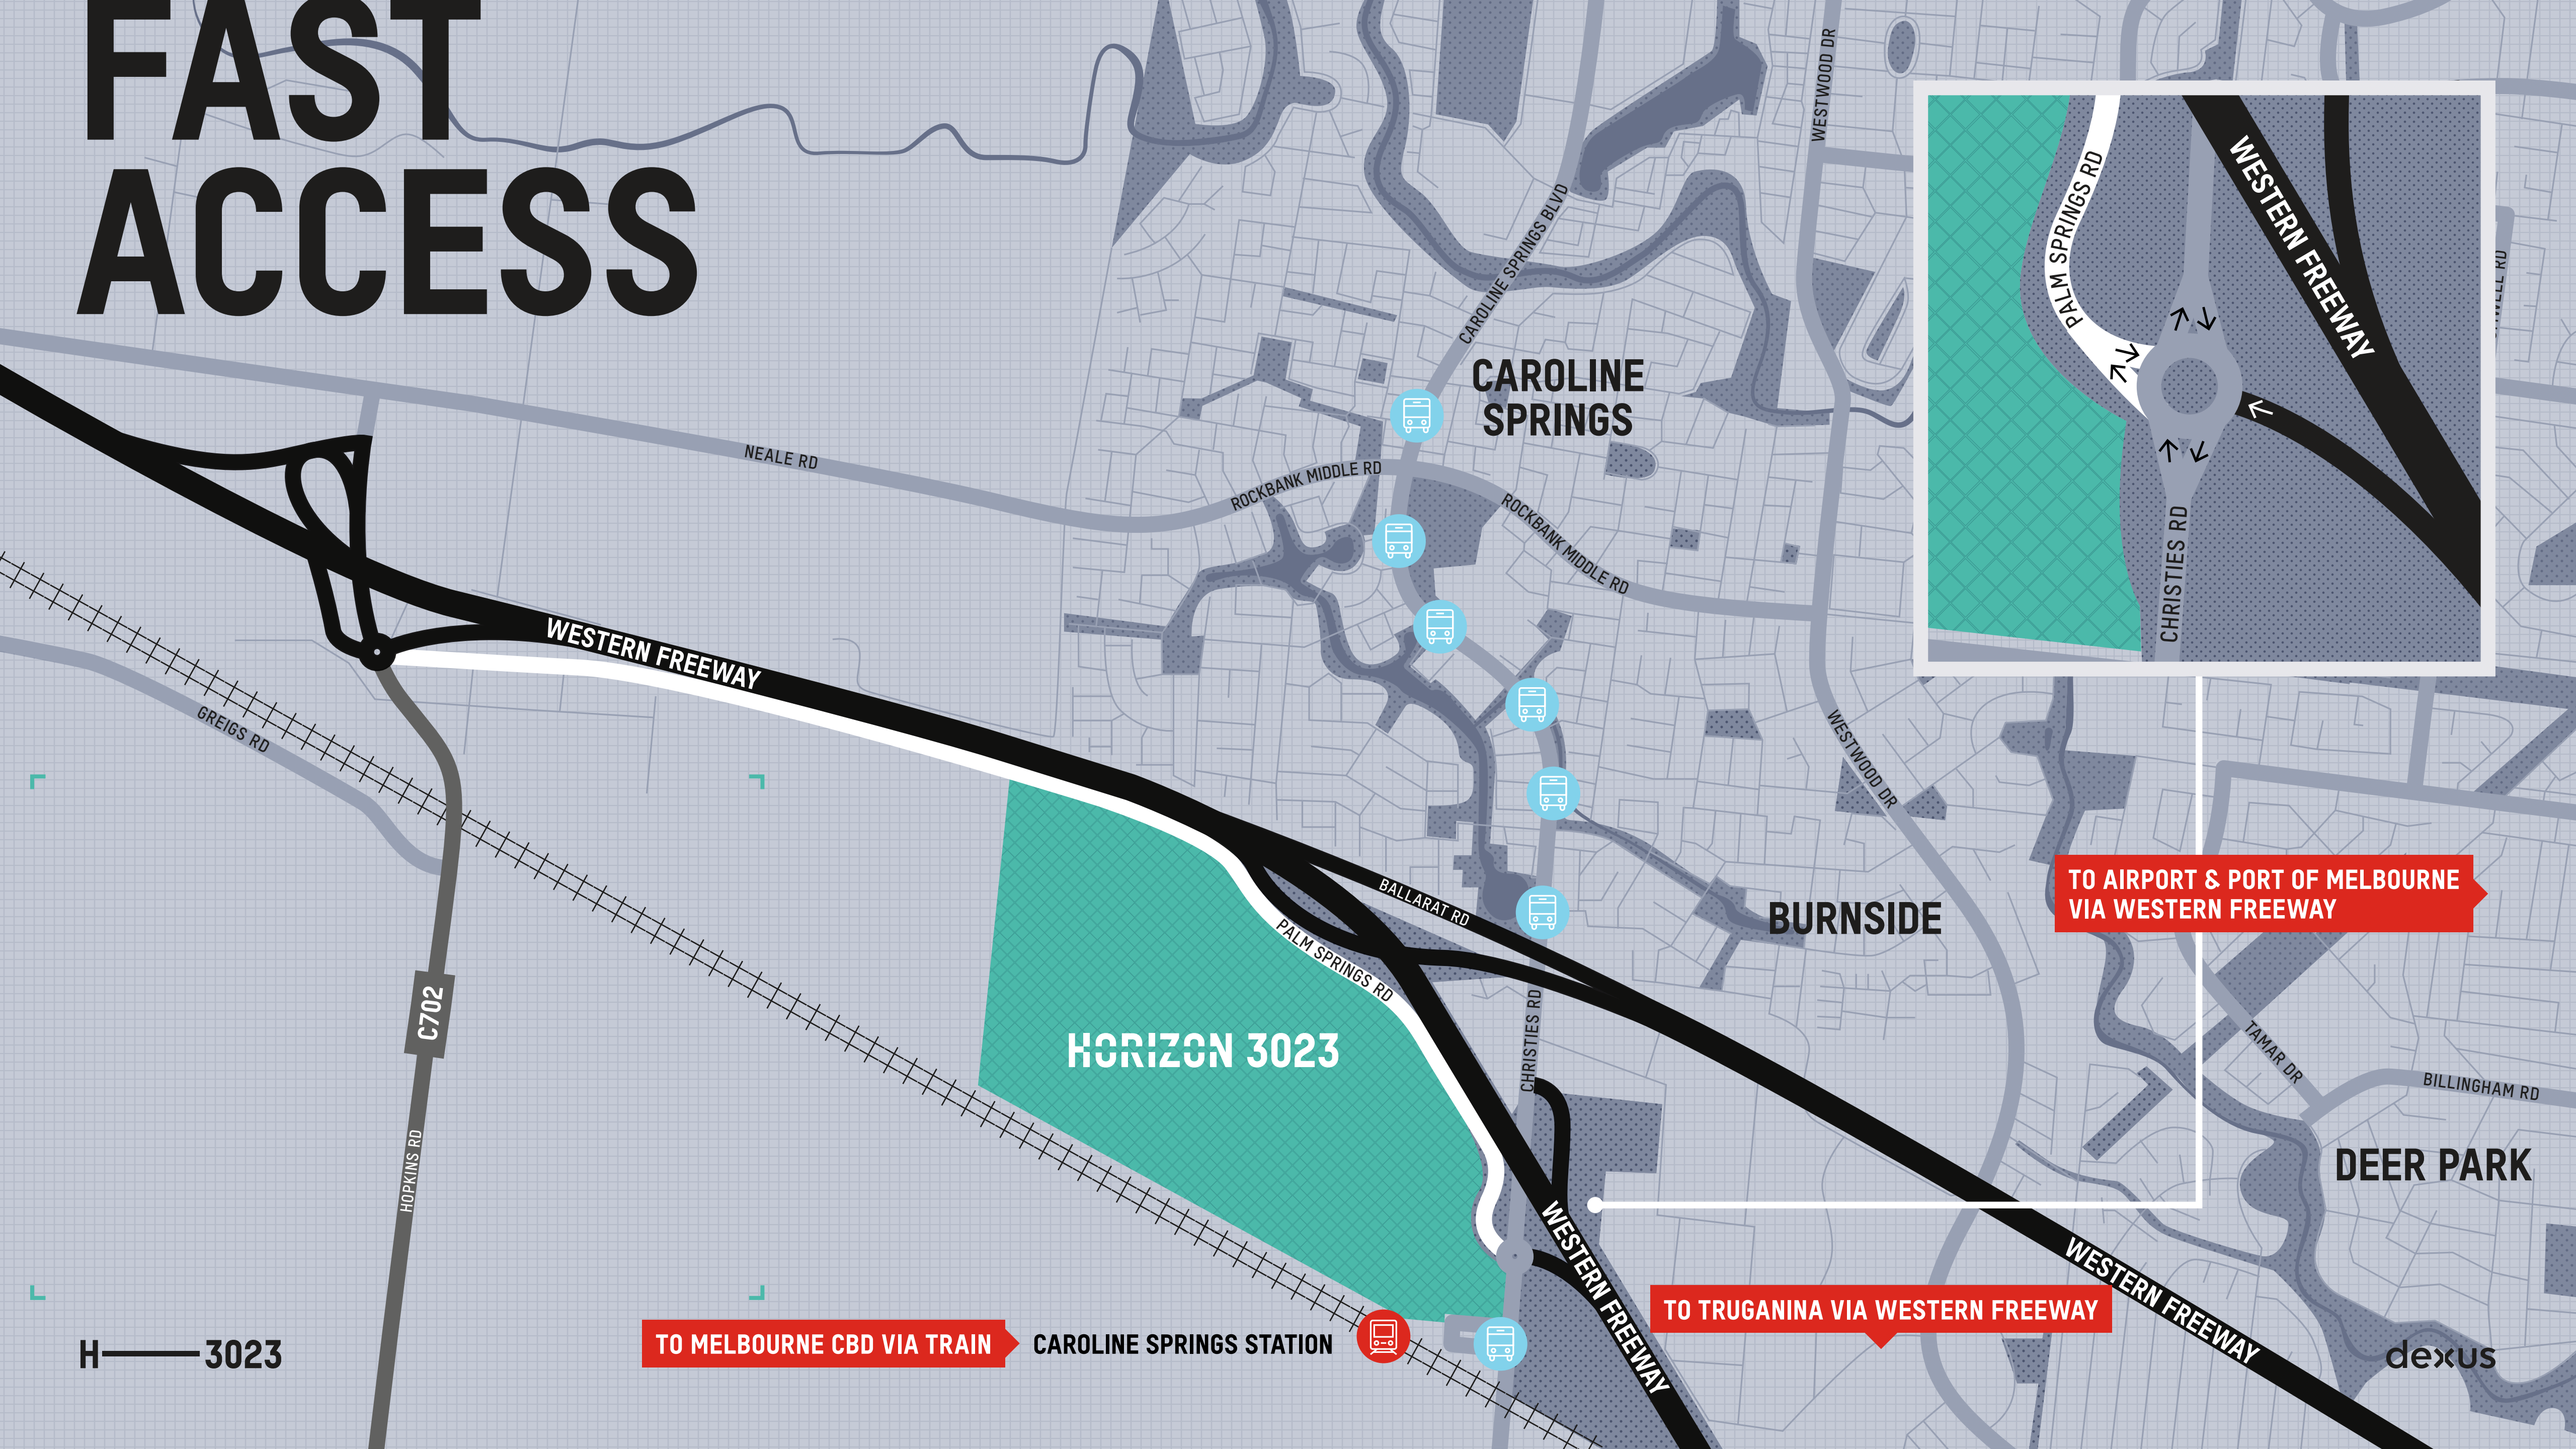 FAST
ACCESS
WESTWOOD DR
CAROLINE SPRINGS BLVD
PALM SPRINGS RD
WESTERN FREEWAY
CHRISTIES RD
CAROLINE
SPRINGS
NEALE RD
ROCKBANK MIDDLE RD
ROCKBANK MIDDLE RD
WESTERN FREEWAY
GREIGS RD
WESTWOOD DR
BALLARAT RD
TO AIRPORT & PORT OF MELBOURNE
VIA WESTERN FREEWAY
BURNSIDE
PALM SPRINGS RD
C702
CHRISTIES RD
HORIZON 3023
TAMAR DR
BILLINGHAM RD
HOPKINS RD
DEER PARK
WESTERN FREEWAY
WESTERN FREEWAY
TO TRUGANINA VIA WESTERN FREEWAY
TO MELBOURNE CBD VIA TRAIN
CAROLINE SPRINGS STATION
H 3023
dexus